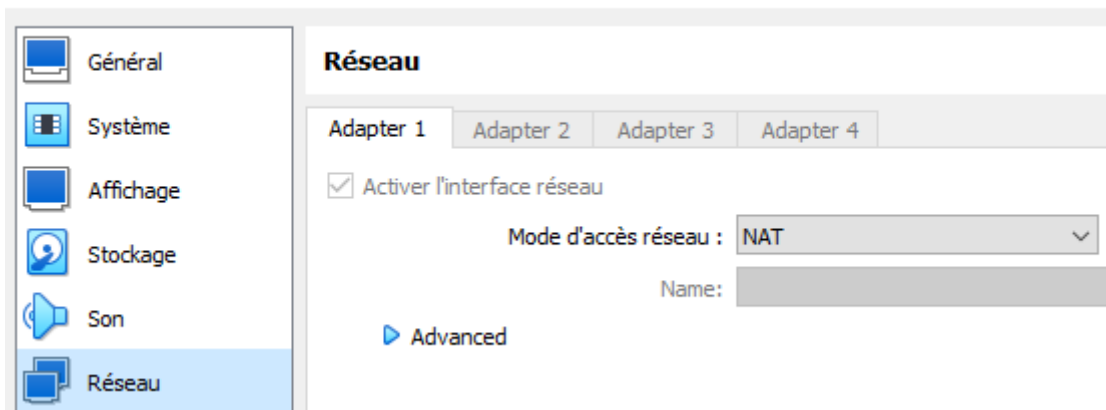 Général
Système
Affichage
Stockage
Son
Réseau
Réseau
Adapter 1 Adapter 2 Adapter 3 Adapter 4
Activer l'interface réseau
Mode d'accès réseau : NAT
Name:
Advanced